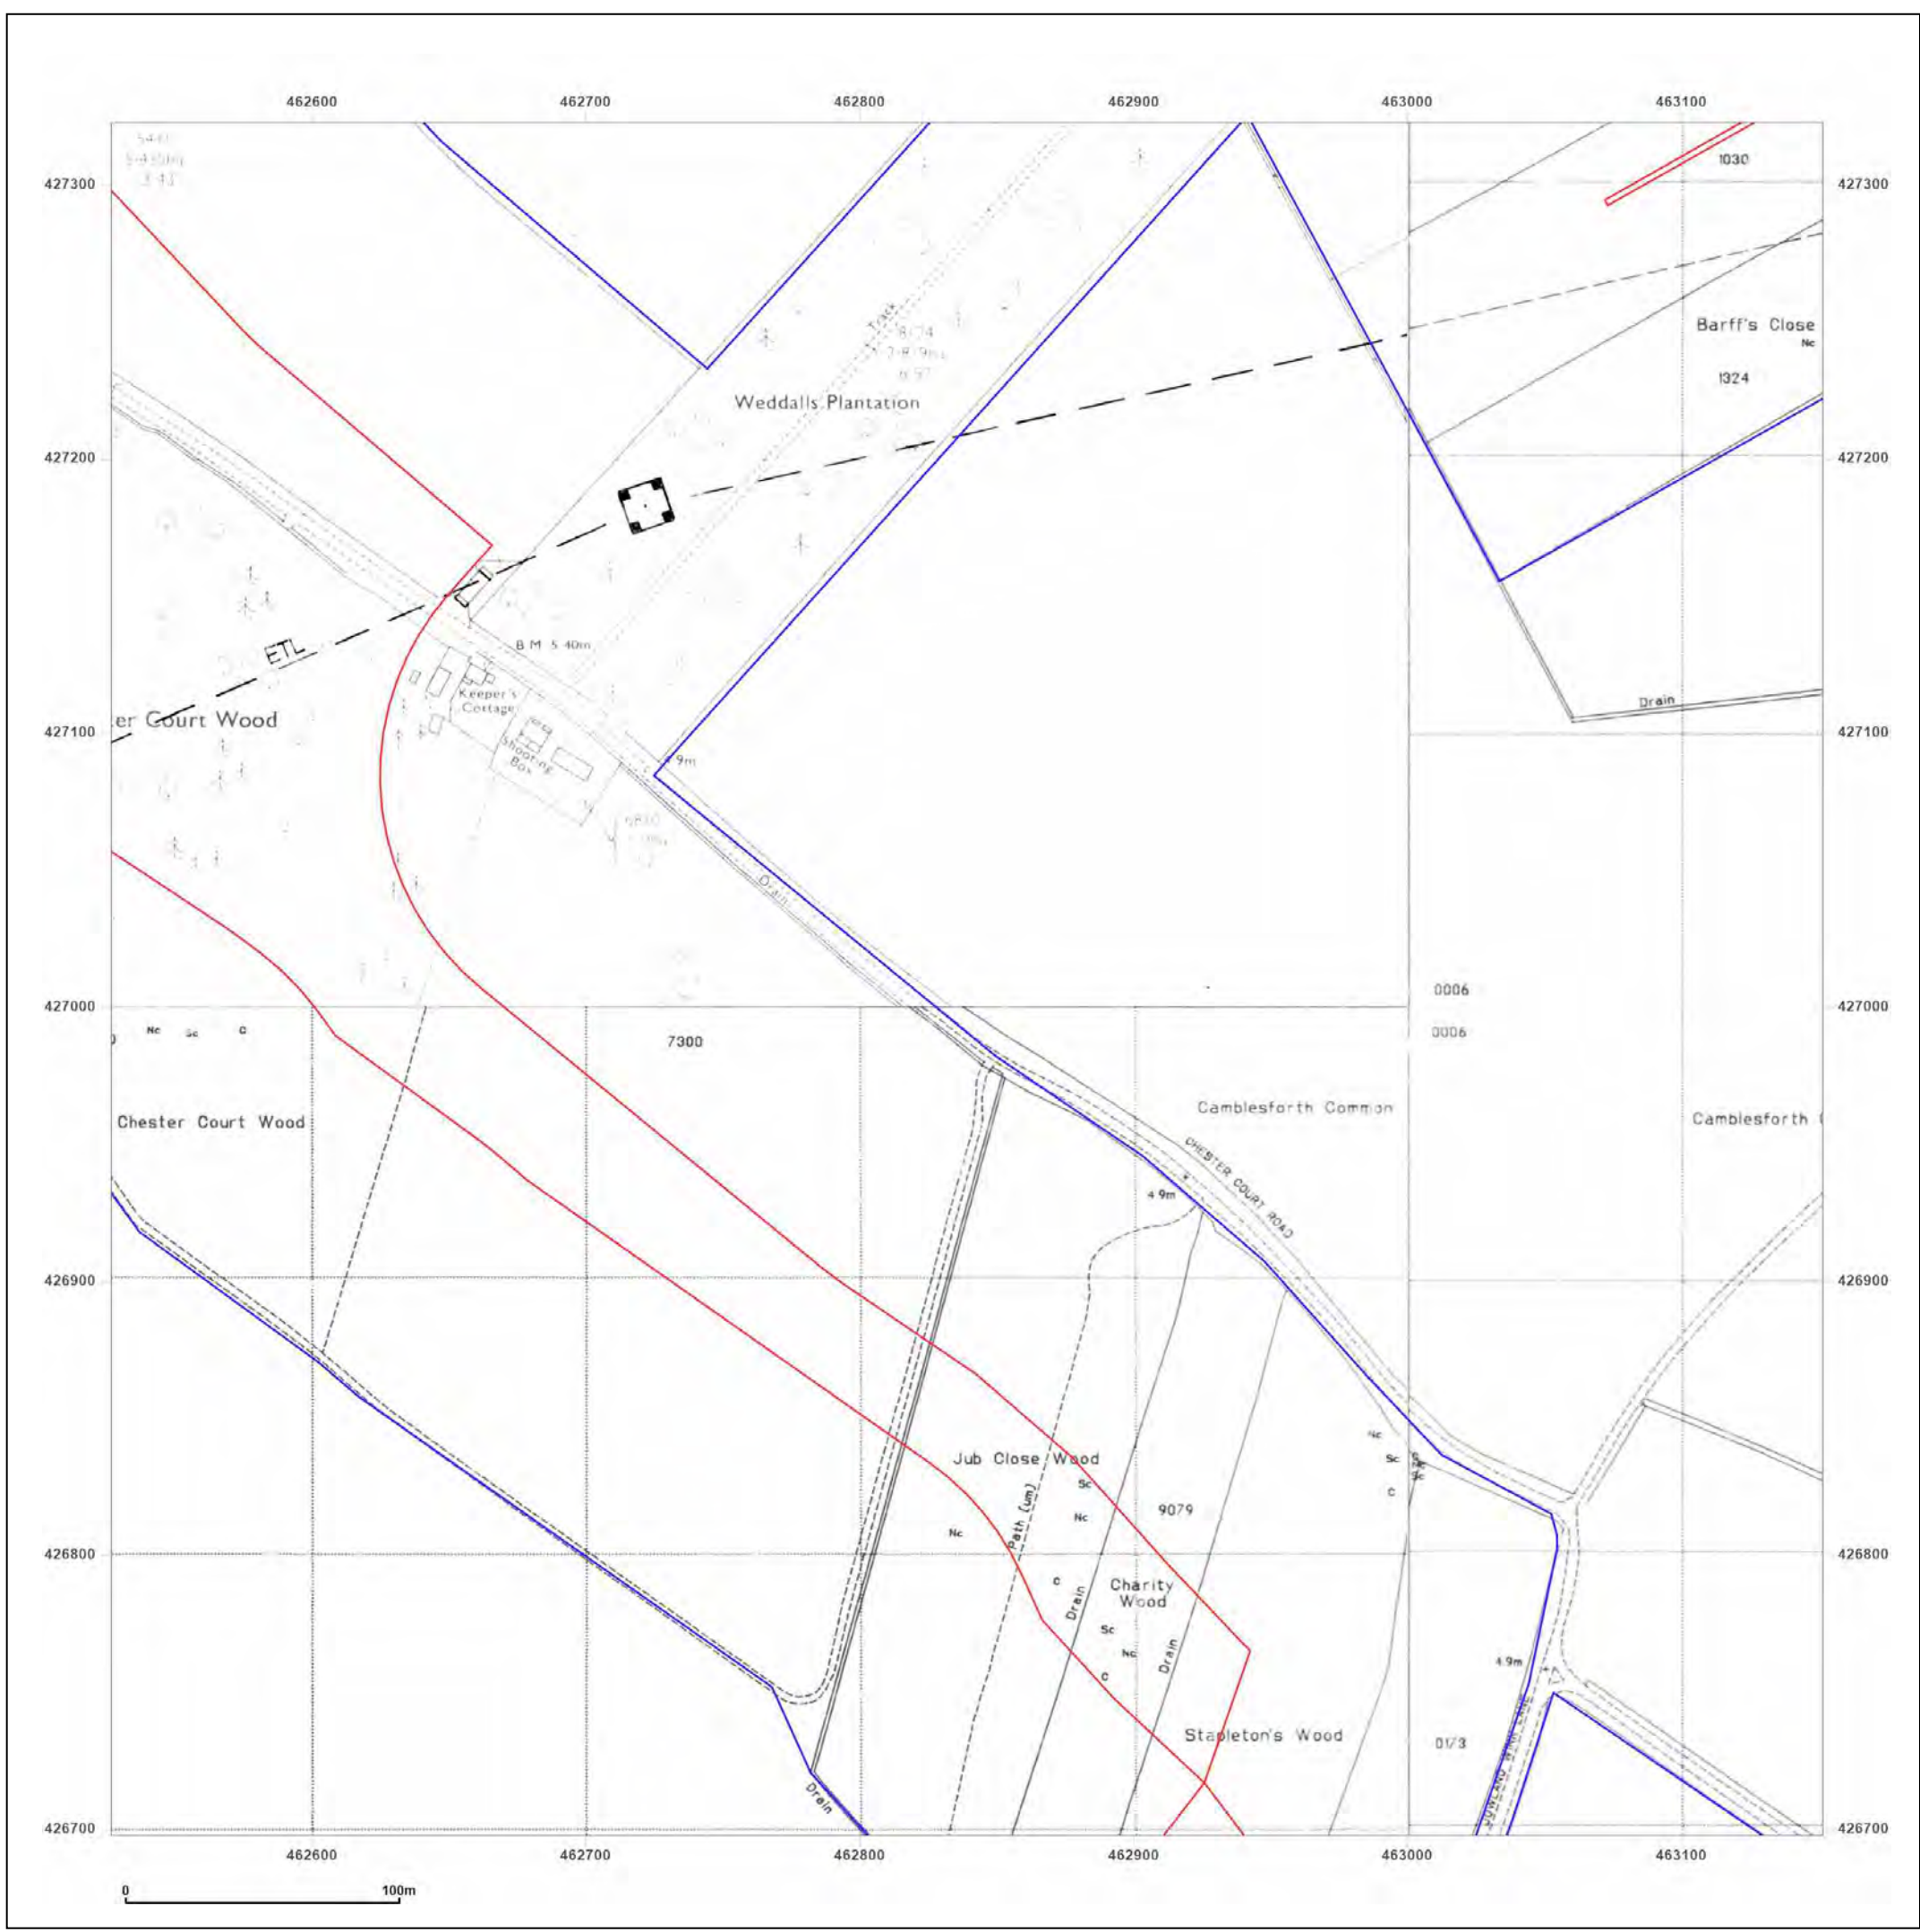 462600 462700 462800 462900 463000 463100
427300 427300
1030
Track
Barff's Close
Nc
1324
Weddalls Plantation
427200 427200
B M 5.40m
ETL
Keeper's
Cottage
Drain
er Court Wood
427100 427100
Shooting
Box
Drain
0006
427000 427000
Nc Sc C
0006
7300
Camblesforth Common
Chester Court Wood
Camblesforth
CHESTER COURT ROAD
4.9m
426900 426900
Nc
Jub Close Wood
Sc
Sc
C
Nc
9079
Nc
Path (um)
426800 426800
C
Charity
Wood
Drain
Sc
Nc
Drain
C
4.9m
Stapleton's Wood
Drain
426700 426700
462600 462700 462800 462900 463000 463100
0 100m